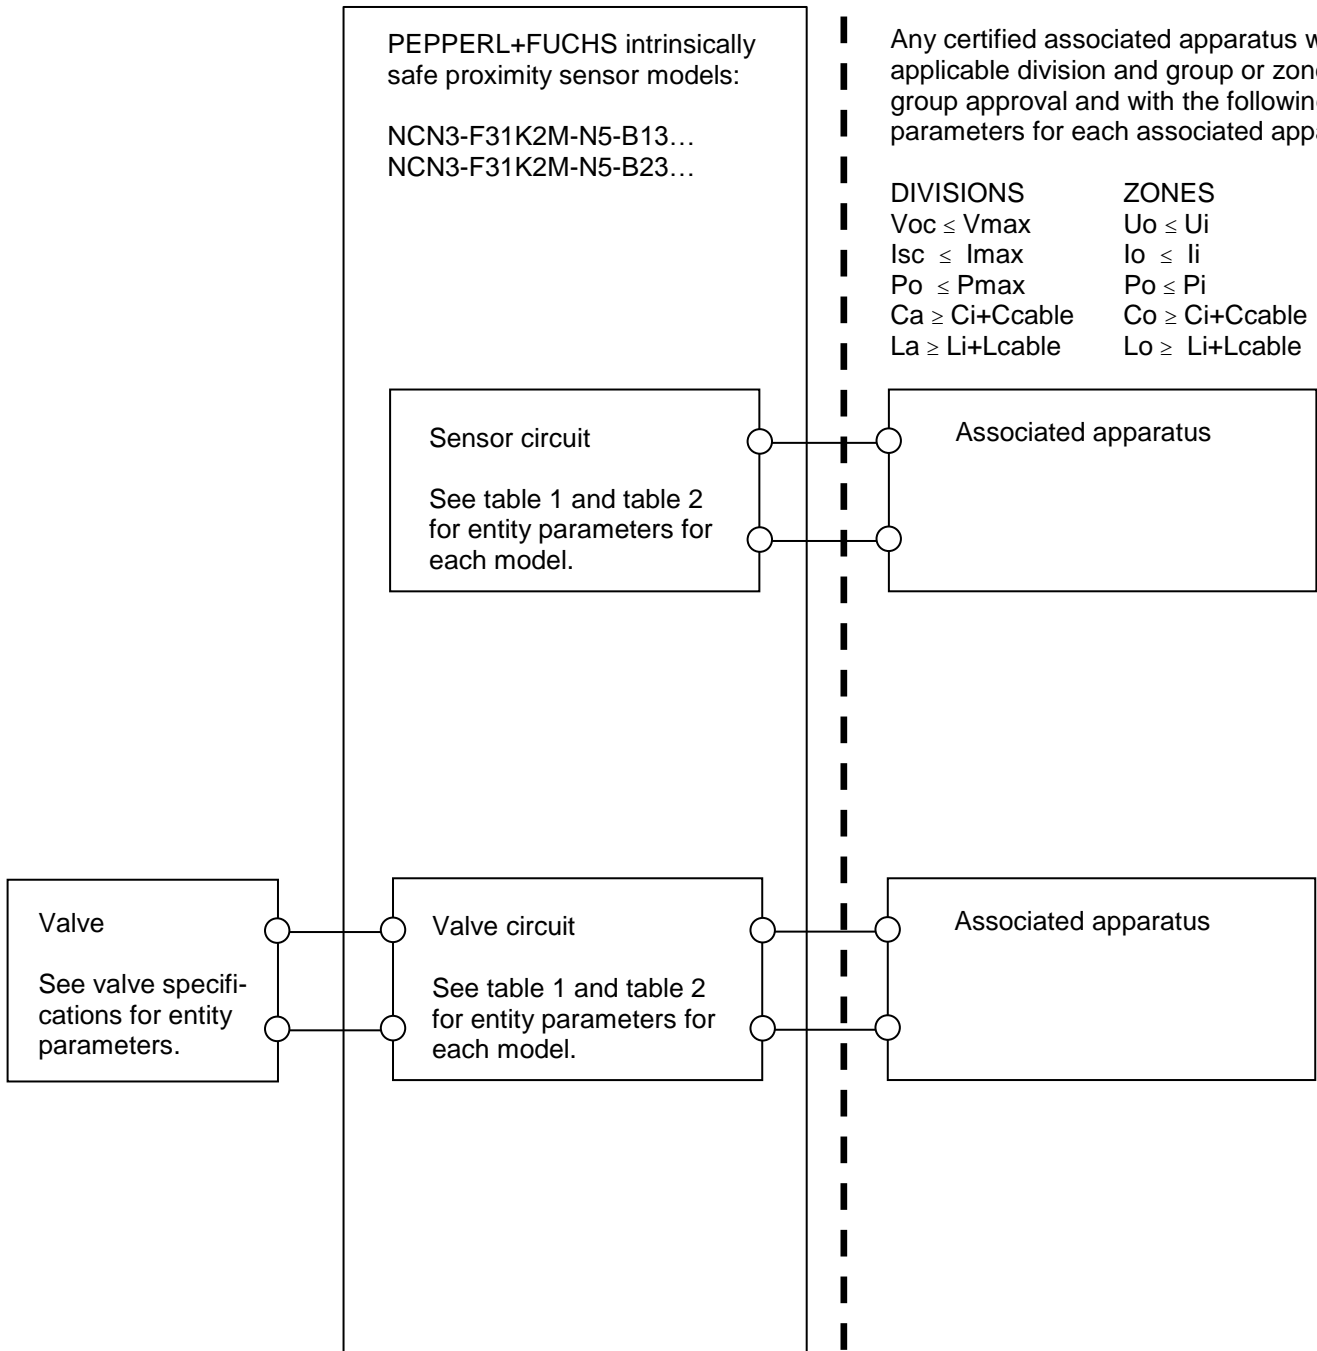 PEPPERL+FUCHS intrinsically
safe proximity sensor models:
NCN3-F31K2M-N5-B13…
NCN3-F31K2M-N5-B23…
Any certified associated apparatus
applicable division and group or
group approval and with the
parameters for each associated
DIVISIONS ZONES
Voc ≤ Vmax Uo ≤ Ui
Isc ≤ Imax Io ≤ Ii
Po ≤ Pmax Po ≤ Pi
Ca ≥ Ci+Ccable Co ≥ Ci+Ccable
La ≥ Li+Lcable Lo ≥ Li+Lcable
Sensor circuit
See table 1 and table 2
for entity parameters for
each model.
Associated apparatus
Valve
See valve specifi-
cations for entity
parameters.
Valve circuit
See table 1 and table 2
for entity parameters for
each model.
Associated apparatus